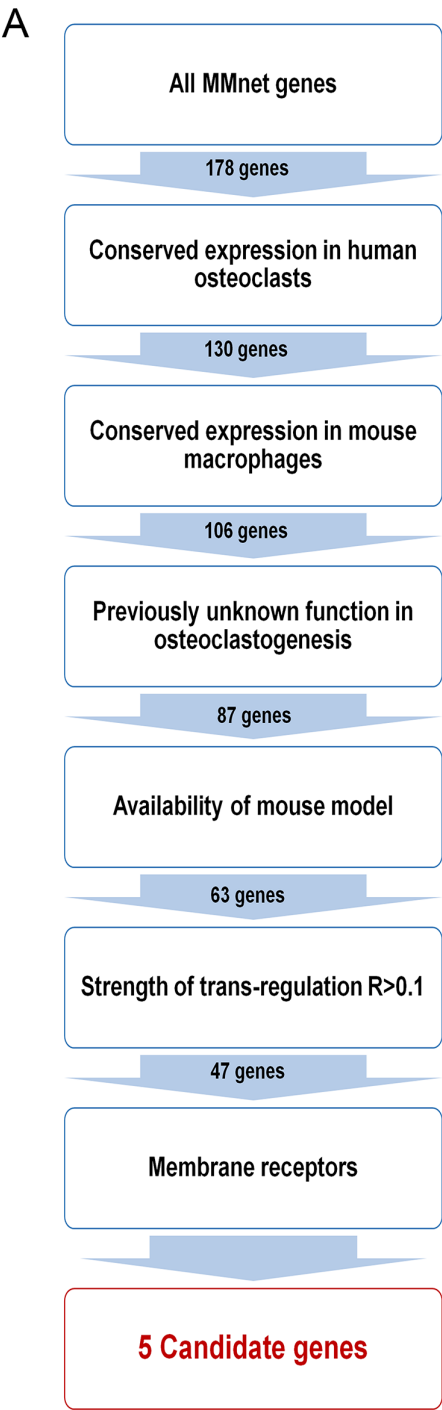 A
All MMnet genes
178 genes
Conserved expression in human
osteoclasts
130 genes
Conserved expression in mouse
macrophages
106 genes
Previously unknown function in
osteoclastogenesis
87 genes
Availability of mouse model
63 genes
Strength of trans-regulation R>0.1
47 genes
Membrane receptors
5 Candidate genes